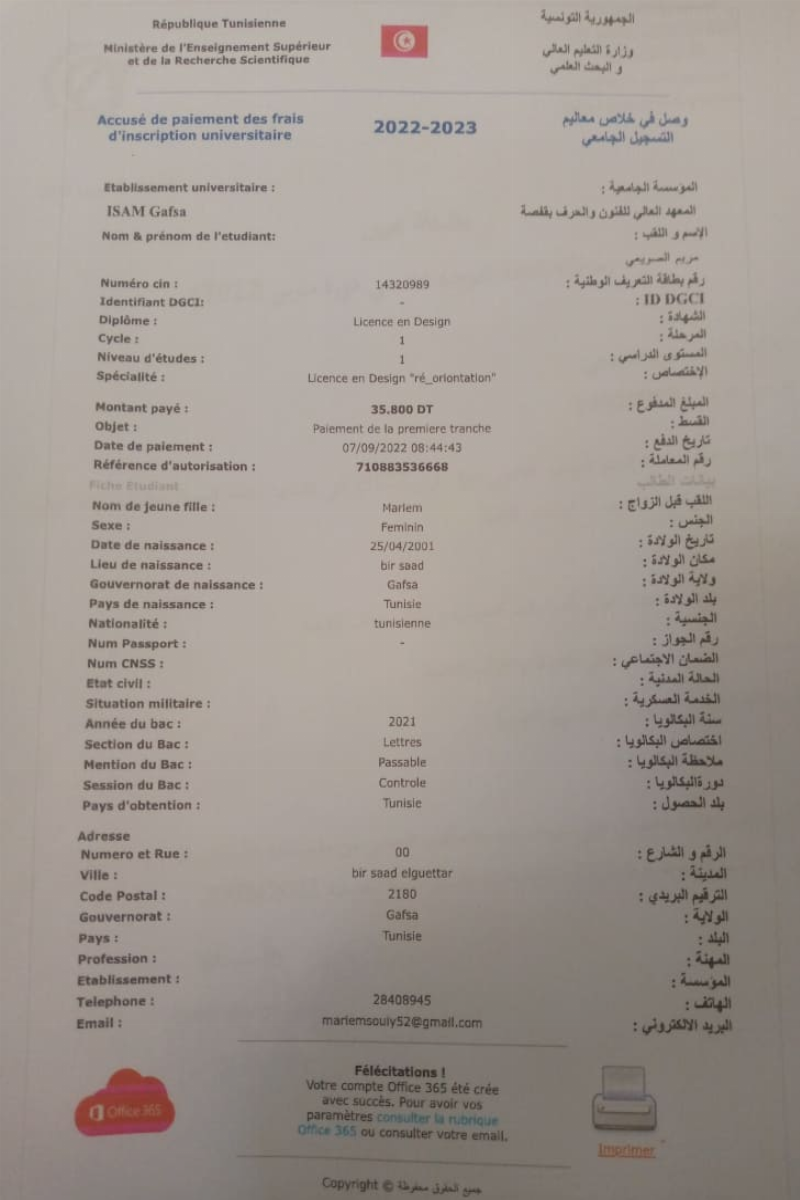 République Tunisienne
الجمهورية التونسية
Ministère de l'Enseignement Supérieur
et de la Recherche Scientifique
وزارة التعليم العالي
و البحث العلمي
Accusé de paiement des frais
d'inscription universitaire
2022-2023
وصل في خلاص معاليم
التسجيل الجامعي
Etablissement universitaire : المؤسسة الجامعية :
ISAM Gafsa المعهد العالي للفنون والحرف بقفصة
Nom & prénom de l'etudiant: الإسم و اللقب :
مريم الصويعي
Numéro cin : 14320989 رقم بطاقة التعريف الوطنية :
Identifiant DGCI: - ID DGCI :
Diplôme : Licence en Design الشهادة :
Cycle : 1 المرحلة :
Niveau d'études : 1 المستوى الدراسي :
Spécialité : Licence en Design "ré_oriontation" الإختصاص :
Montant payé : 35.800 DT المبلغ المدفوع :
Objet : Paiement de la premiere tranche القسط :
Date de paiement : 07/09/2022 08:44:43 تاريخ الدفع :
Référence d'autorisation : 710883536668 رقم المعاملة :
Fiche Etudiant بيانات الطالب
Nom de jeune fille : Mariem اللقب قبل الزواج :
Sexe : Feminin الجنس :
Date de naissance : 25/04/2001 تاريخ الولادة :
Lieu de naissance : bir saad مكان الولادة :
Gouvernorat de naissance : Gafsa ولاية الولادة :
Pays de naissance : Tunisie بلد الولادة :
Nationalité : tunisienne الجنسية :
Num Passport : - رقم الجواز :
Num CNSS : الضمان الاجتماعي :
Etat civil : الحالة المدنية :
Situation militaire : الخدمة العسكرية :
Année du bac : 2021 سنة البكالويا :
Section du Bac : Lettres اختصاص البكالويا :
Mention du Bac : Passable ملاحظة البكالويا :
Session du Bac : Controle دورةالبكالويا :
Pays d'obtention : Tunisie بلد الحصول :
Adresse
Numero et Rue : 00 الرقم و الشارع :
Ville : bir saad elguettar المدينة :
Code Postal : 2180 الترقيم البريدي :
Gouvernorat : Gafsa الولاية :
Pays : Tunisie البلد :
Profession : المهنة :
Etablissement : المؤسسة :
Telephone : 28408945 الهاتف :
Email : mariemsouiy52@gmail.com البريد الالكتروني :
Office 365
Félécitations !
Votre compte Office 365 été crée
avec succès. Pour avoir vos
paramètres consulter la rubrique
Office 365 ou consulter votre email.
Imprimer
Copyright © جميع الحقوق محفوظة